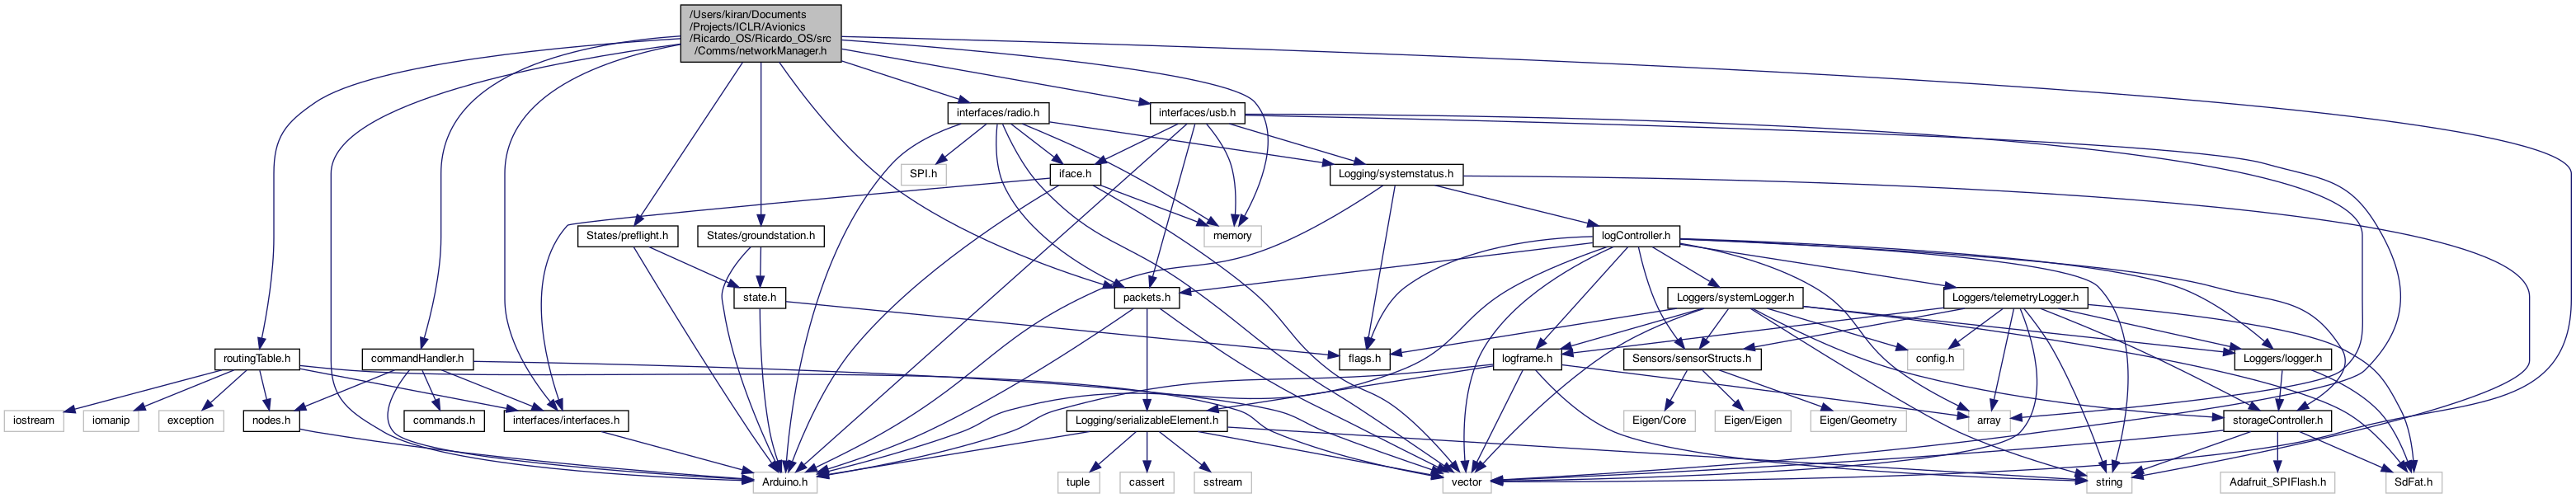 /Users/kiran/Documents
/Projects/ICLR/Avionics
/Ricardo_OS/Ricardo_OS/src
/Comms/networkManager.h
interfaces/radio.h
interfaces/usb.h
SPI.h
iface.h
Logging/systemstatus.h
States/preflight.h
States/groundstation.h
memory
logController.h
state.h
packets.h
Loggers/systemLogger.h
Loggers/telemetryLogger.h
routingTable.h
commandHandler.h
flags.h
logframe.h
Sensors/sensorStructs.h
config.h
Loggers/logger.h
iostream
iomanip
exception
nodes.h
commands.h
interfaces/interfaces.h
Logging/serializableElement.h
Eigen/Core
Eigen/Eigen
Eigen/Geometry
array
storageController.h
Arduino.h
tuple
cassert
sstream
vector
string
Adafruit_SPIFlash.h
SdFat.h